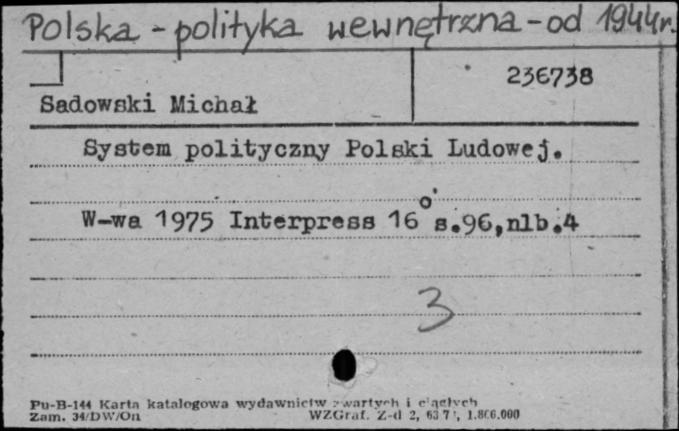 Polska - polityka wewnętrzna - od 1944 r.
236738
Sadowski Michał
System polityczny Polski Ludowej.
W-wa 1975 Interpress 16° s.96,nlb.4
3
Pu-B-144 Karta katalogowa wydawnictw zwartych i ciągłych
Zam. 34/DW/On WZGraf. Z-d 2,